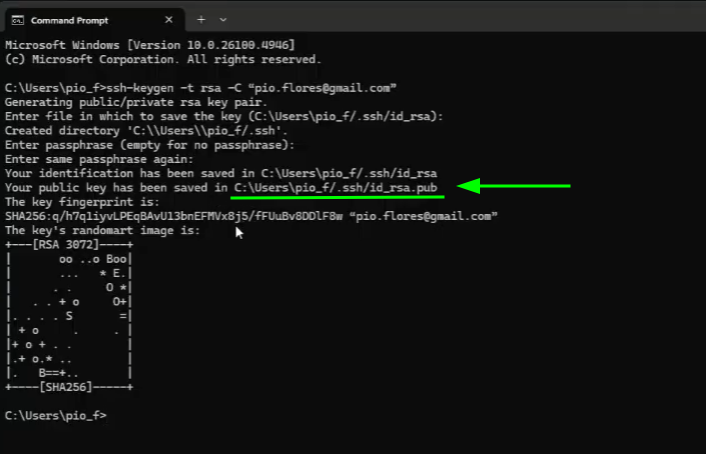 Command Prompt
Microsoft Windows [Version 10.0.26100.4946]
(c) Microsoft Corporation. All rights reserved.
C:\Users\pio_f>ssh-keygen -t rsa -C “pio.flores@gmail.com”
Generating public/private rsa key pair.
Enter file in which to save the key (C:\Users\pio_f/.ssh/id_rsa):
Created directory 'C:\\Users\\pio_f/.ssh'.
Enter passphrase (empty for no passphrase):
Enter same passphrase again:
Your identification has been saved in C:\Users\pio_f/.ssh/id_rsa
Your public key has been saved in C:\Users\pio_f/.ssh/id_rsa.pub
The key fingerprint is:
SHA256:q/h7q1iyvLPEqBAvU13bnEFMVx8j5/fFUuBv8DDlF8w “pio.flores@gmail.com”
The key's randomart image is:
+---[RSA 3072]----+
|       oo ..o Boo|
|       ...   * E.|
|      . .     O *|
|   . . + o     O+|
|. . . . S       =|
| + o     .     . |
|+ o + . .        |
|.+ o.* ..        |
|.   B==+..       |
+----[SHA256]-----+
C:\Users\pio_f>